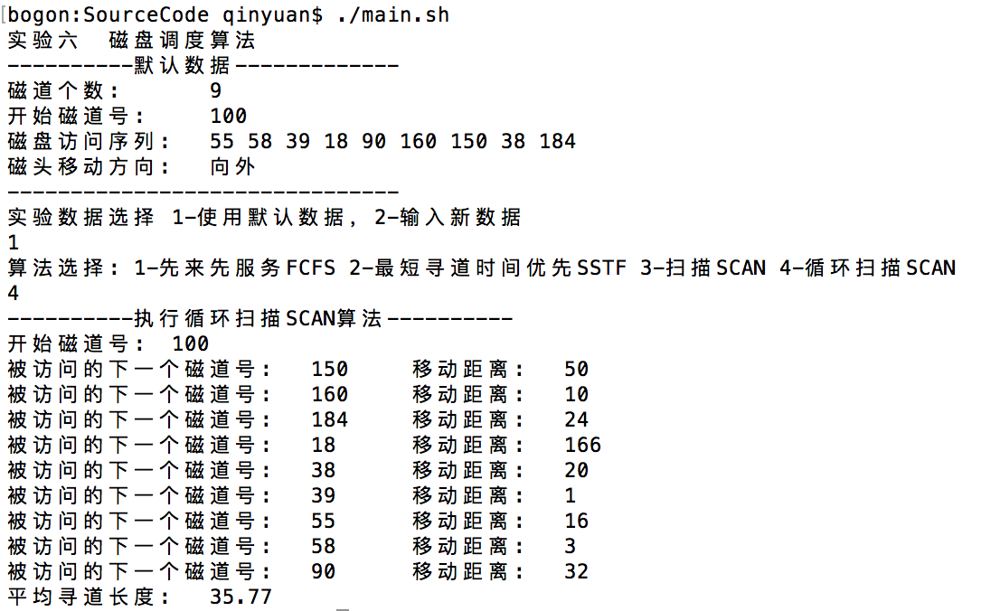 [bogon:SourceCode qinyuan$ ./main.sh
实验六 磁盘调度算法
----------默认数据-------------
磁道个数: 9
开始磁道号: 100
磁盘访问序列: 55 58 39 18 90 160 150 38 184
磁头移动方向: 向外
-------------------------------
实验数据选择 1-使用默认数据, 2-输入新数据
1
算法选择: 1-先来先服务FCFS 2-最短寻道时间优先SSTF 3-扫描SCAN 4-循环扫描SCAN
4
----------执行循环扫描SCAN算法----------
开始磁道号: 100
被访问的下一个磁道号: 150 移动距离: 50
被访问的下一个磁道号: 160 移动距离: 10
被访问的下一个磁道号: 184 移动距离: 24
被访问的下一个磁道号: 18 移动距离: 166
被访问的下一个磁道号: 38 移动距离: 20
被访问的下一个磁道号: 39 移动距离: 1
被访问的下一个磁道号: 55 移动距离: 16
被访问的下一个磁道号: 58 移动距离: 3
被访问的下一个磁道号: 90 移动距离: 32
平均寻道长度: 35.77